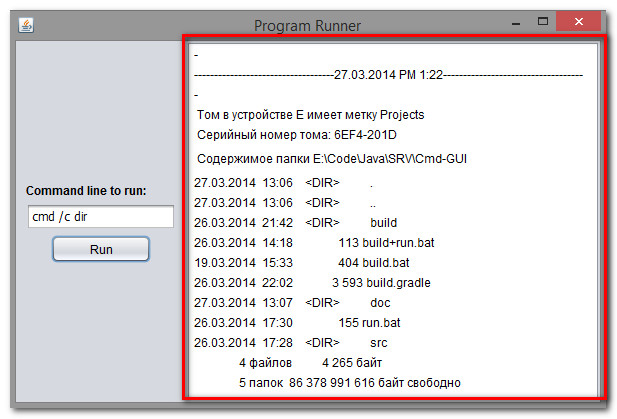 Program Runner
Command line to run:
cmd /c dir
Run
-
-----------------------------------27.03.2014 PM 1:22-----------------------------------
-
Том в устройстве E имеет метку Projects
Серийный номер тома: 6EF4-201D
Содержимое папки E:\Code\Java\SRV\Cmd-GUI
27.03.2014 13:06 <DIR> .
27.03.2014 13:06 <DIR> ..
26.03.2014 21:42 <DIR> build
26.03.2014 14:18 113 build+run.bat
19.03.2014 15:33 404 build.bat
26.03.2014 22:02 3 593 build.gradle
27.03.2014 13:07 <DIR> doc
26.03.2014 17:30 155 run.bat
26.03.2014 17:28 <DIR> src
4 файлов 4 265 байт
5 папок 86 378 991 616 байт свободно